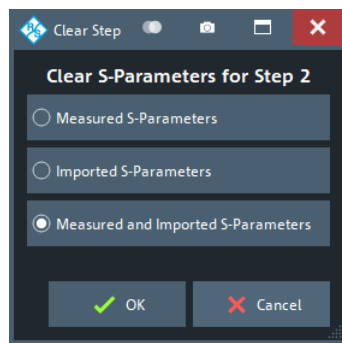 Clear Step
Clear S-Parameters for Step 2
Measured S-Parameters
Imported S-Parameters
Measured and Imported S-Parameters
OK
Cancel